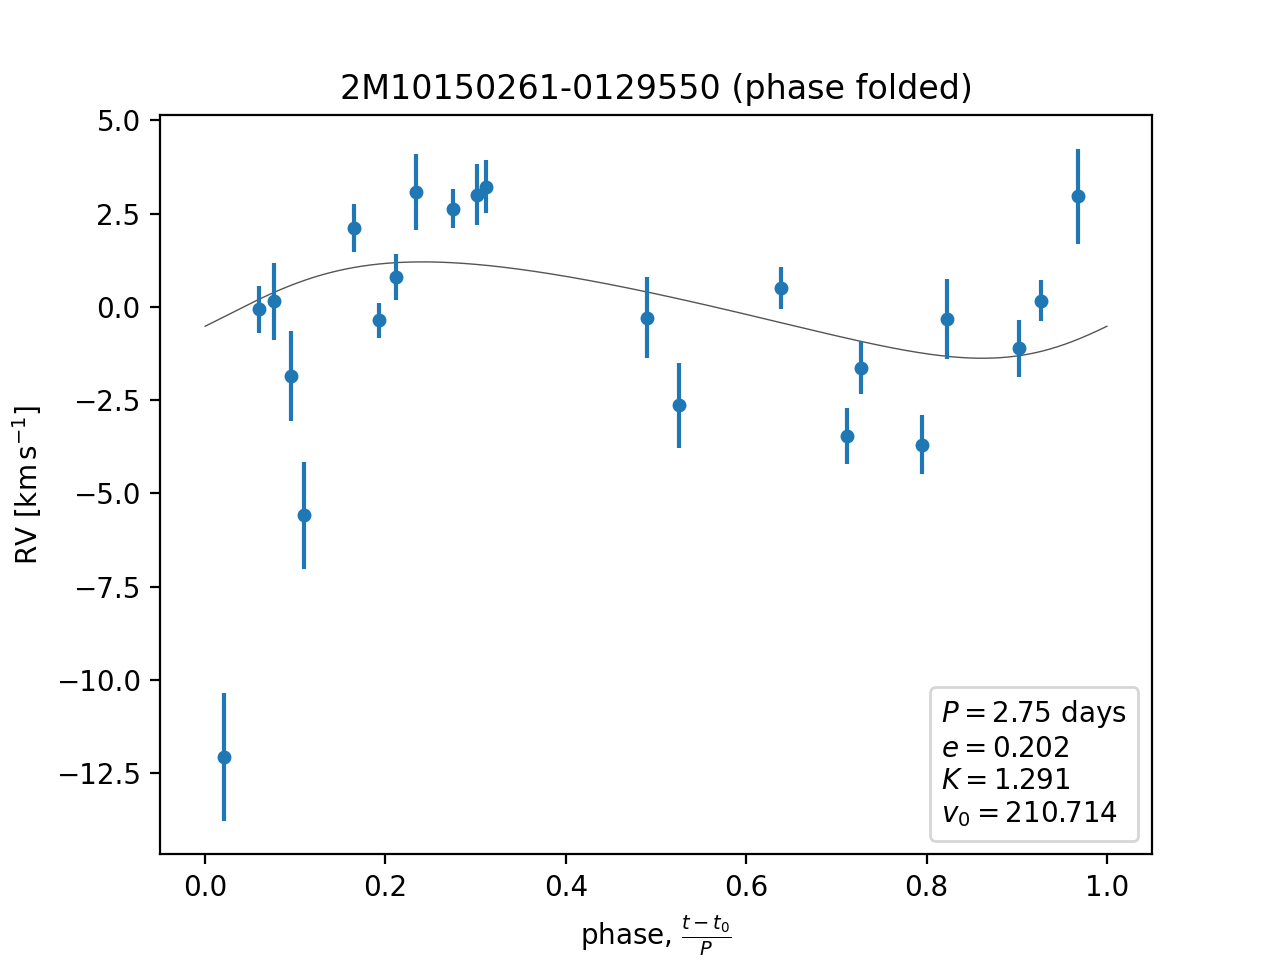 2M10150261-0129550 (phase folded)
5.0
2.5
0.0
−2.5
−5.0
−7.5
−10.0
−12.5
RV [km s⁻¹]
P = 2.75 days
e = 0.202
K = 1.291
v₀ = 210.714
0.0 0.2 0.4 0.6 0.8 1.0
phase, (t − t₀)/P